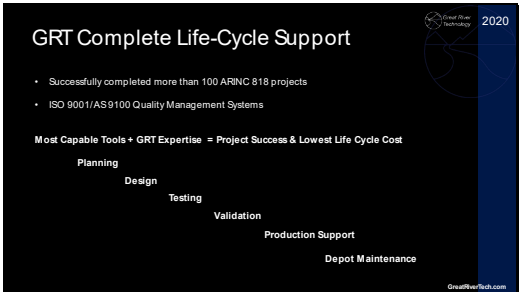 Great River
Technology
2020
GRT Complete Life-Cycle Support
• Successfully completed more than 100 ARINC 818 projects
• ISO 9001/AS9100 Quality Management Systems
Most Capable Tools + GRT Expertise = Project Success & Lowest Life Cycle Cost
Planning
Design
Testing
Validation
Production Support
Depot Maintenance
GreatRiverTech.com